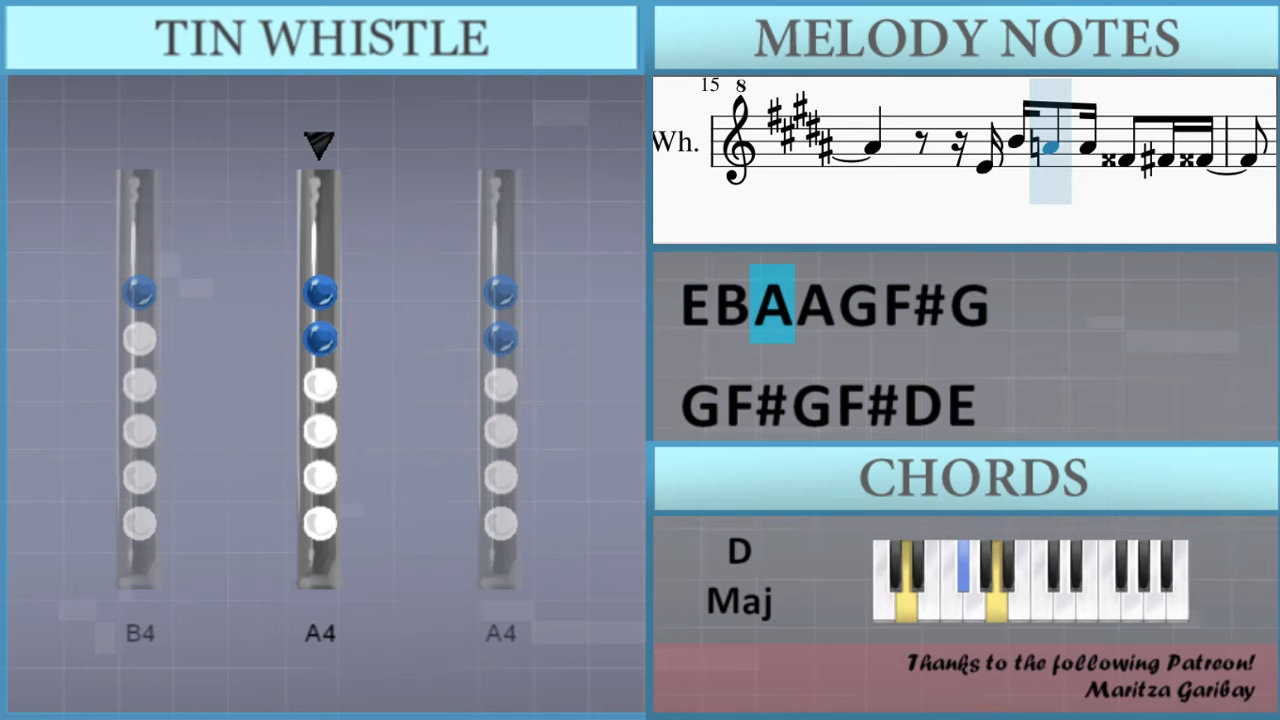 TIN WHISTLE
B4
A4
A4
MELODY NOTES
15
8
Wh.
EBAAGF#G
GF#GF#DE
CHORDS
D
Maj
Thanks to the following Patreon!
Maritza Garibay